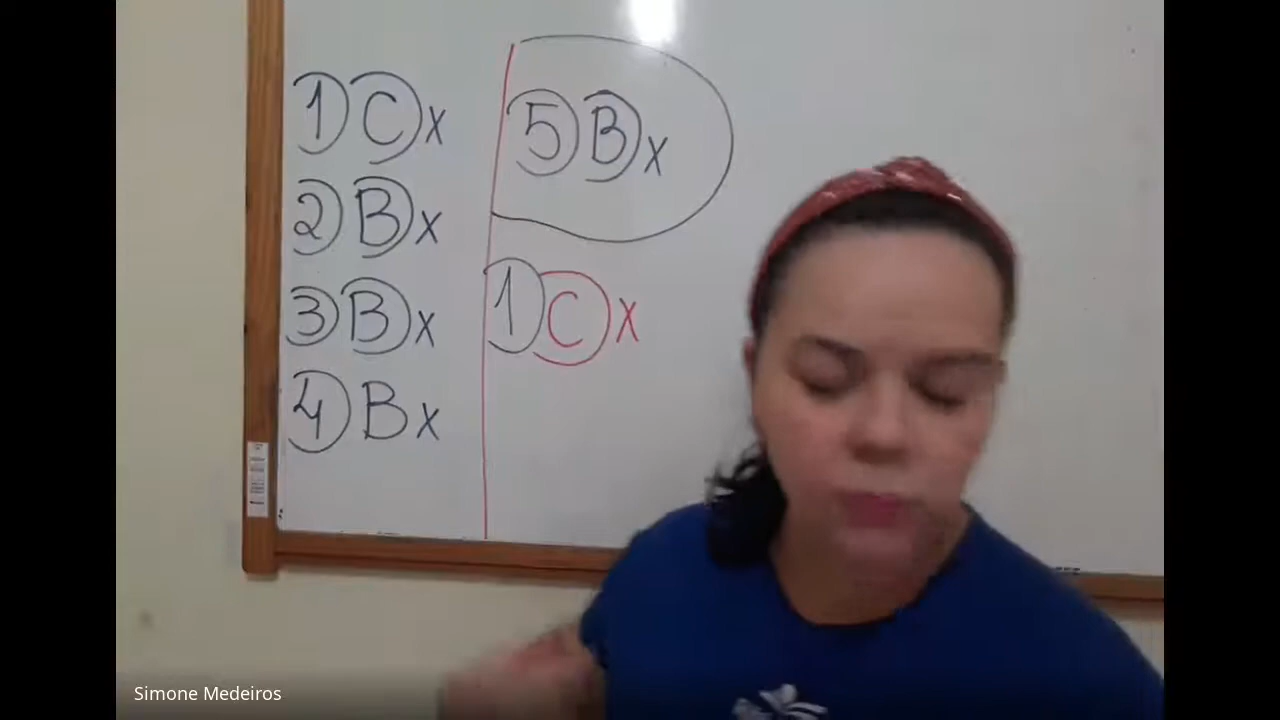 1 C x
2 B x
3 B x
4 B x
5 B x
1 C x
Simone Medeiros